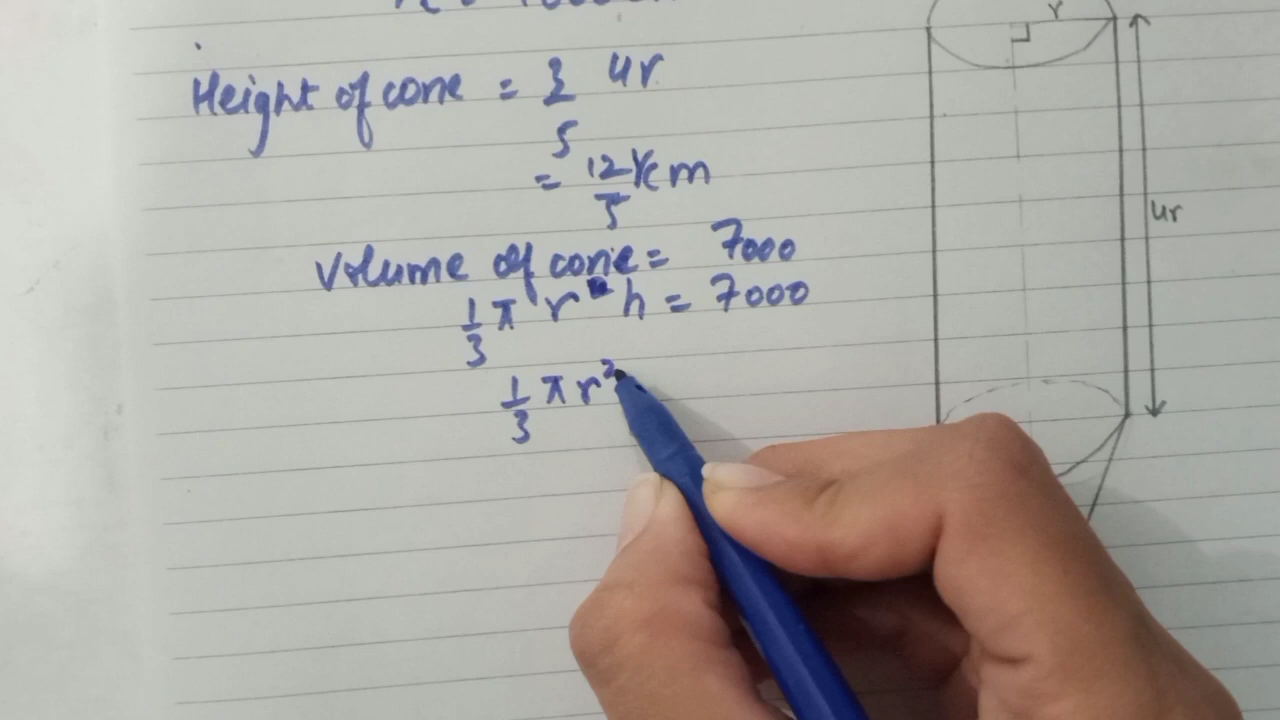 Height of cone = 3 4r
5
= 12 r cm
5
Volume of cone = 7000
1 π r² h = 7000
3
1 π r²
3
r
4r